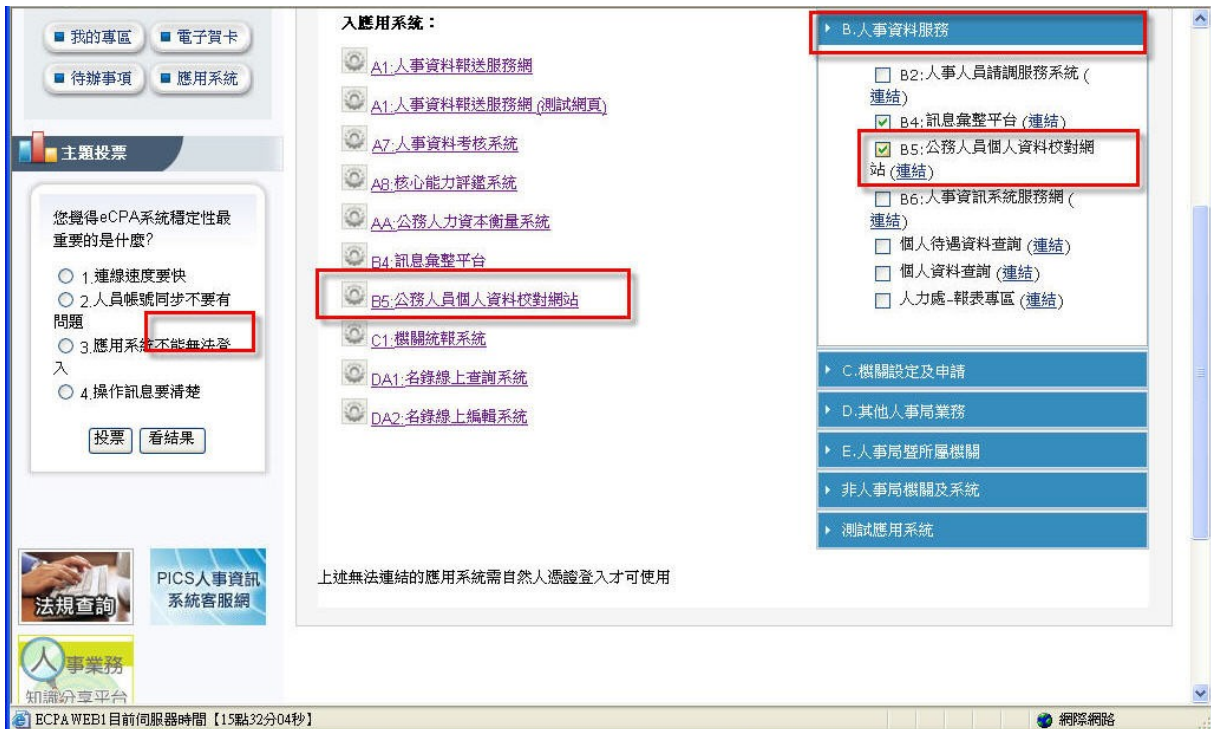 我的專區
電子賀卡
待辦事項
應用系統
主題投票
您覺得eCPA系統穩定性最
重要的是什麼?
1.連線速度要快
2.人員帳號同步不要有
問題
3.應用系統不能無法登
入
4.操作訊息要清楚
投票
看結果
法規查詢
PICS人事資訊
系統客服網
人事業務
知識分享平台
入應用系統：
A1:人事資料報送服務網
A1:人事資料報送服務網(測試網頁)
A7:人事資料考核系統
A8:核心能力評鑑系統
AA:公務人力資本衡量系統
B4:訊息彙整平台
B5:公務人員個人資料校對網站
C1:機關統報系統
DA1:名錄線上查詢系統
DA2:名錄線上編輯系統
上述無法連結的應用系統需自然人憑證登入才可使用
B.人事資料服務
B2:人事人員請調服務系統 (
連結)
B4:訊息彙整平台 (連結)
B5:公務人員個人資料校對網
站 (連結)
B6:人事資訊系統服務網 (
連結)
個人待遇資料查詢 (連結)
個人資料查詢 (連結)
人力處-報表專區 (連結)
C.機關設定及申請
D.其他人事局業務
E.人事局暨所屬機關
非人事局機關及系統
測試應用系統
ECPA WEB1目前伺服器時間【15點32分04秒】
網際網路